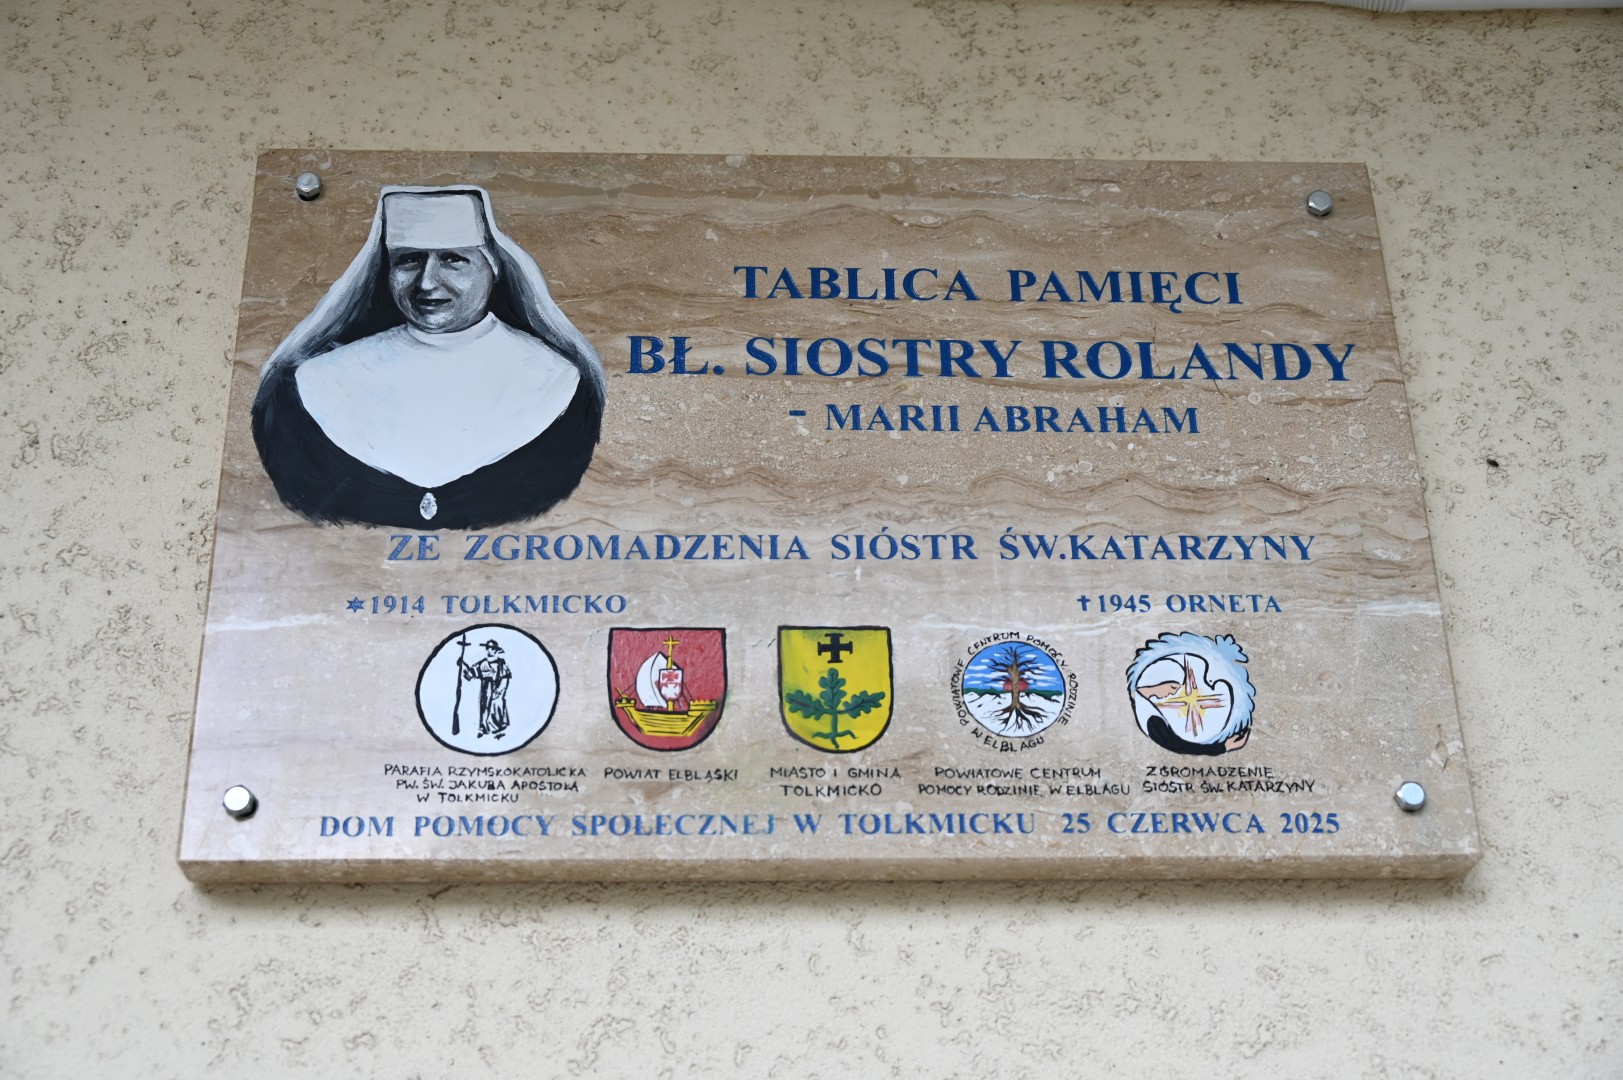 TABLICA PAMIĘCI
BŁ. SIOSTRY ROLANDY
- MARII ABRAHAM
ZE ZGROMADZENIA SIÓSTR ŚW.KATARZYNY
✶1914 TOLKMICKO
✝1945 ORNETA
POWIATOWE CENTRUM POMOCY RODZINIE
W ELBLĄGU
PARAFIA RZYMSKOKATOLICKA
PW. ŚW. JAKUBA APOSTOŁA
W TOLKMICKU
POWIAT ELBLĄSKI
MIASTO I GMINA
TOLKMICKO
POWIATOWE CENTRUM
POMOCY RODZINIE W ELBLĄGU
ZGROMADZENIE
SIÓSTR ŚW. KATARZYNY
DOM POMOCY SPOŁECZNEJ W TOLKMICKU 25 CZERWCA 2025